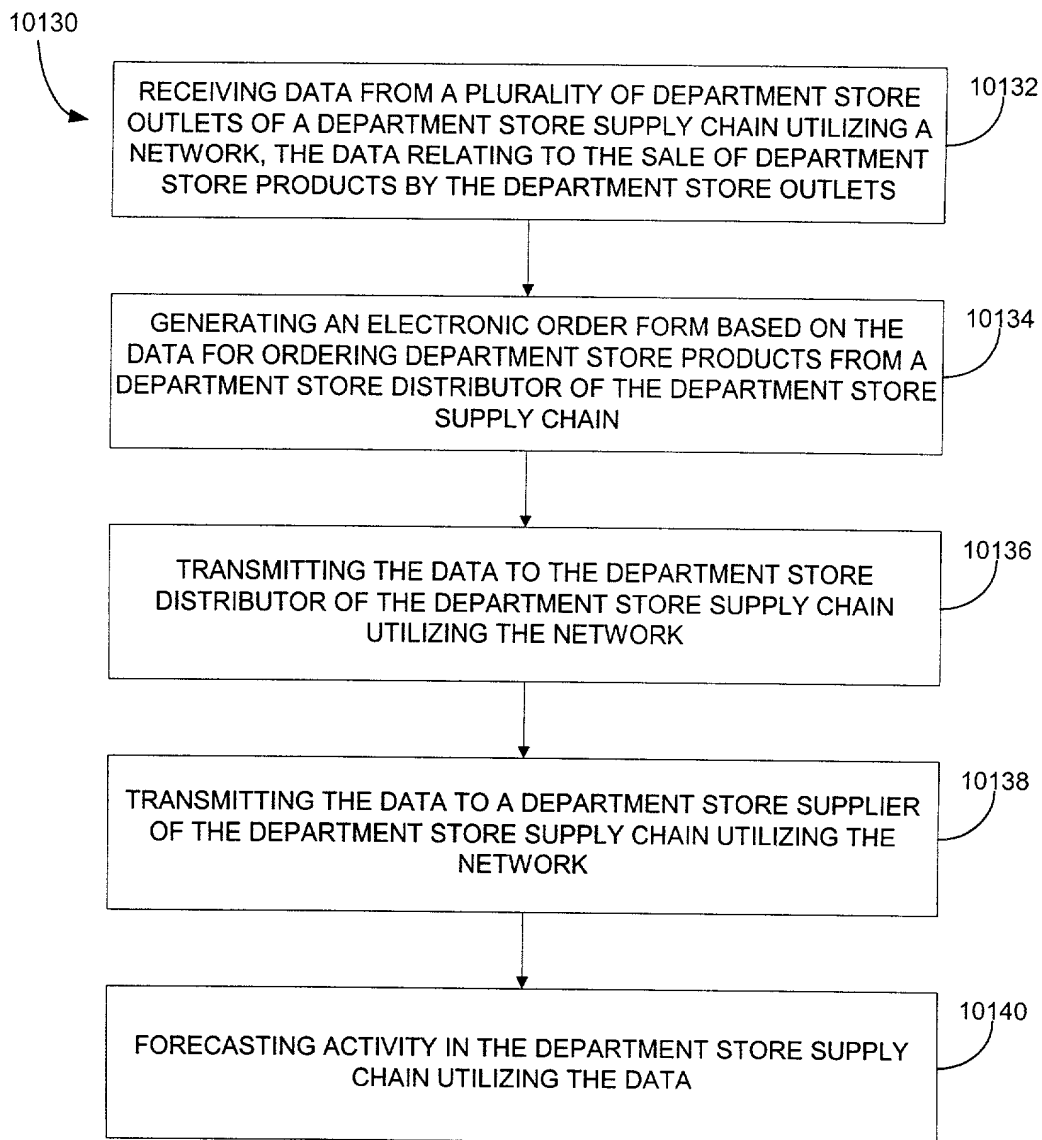 10130
10132
RECEIVING DATA FROM A PLURALITY OF DEPARTMENT STORE
OUTLETS OF A DEPARTMENT STORE SUPPLY CHAIN UTILIZING A
NETWORK, THE DATA RELATING TO THE SALE OF DEPARTMENT
STORE PRODUCTS BY THE DEPARTMENT STORE OUTLETS
10134
GENERATING AN ELECTRONIC ORDER FORM BASED ON THE
DATA FOR ORDERING DEPARTMENT STORE PRODUCTS FROM A
DEPARTMENT STORE DISTRIBUTOR OF THE DEPARTMENT STORE
SUPPLY CHAIN
10136
TRANSMITTING THE DATA TO THE DEPARTMENT STORE
DISTRIBUTOR OF THE DEPARTMENT STORE SUPPLY CHAIN
UTILIZING THE NETWORK
10138
TRANSMITTING THE DATA TO A DEPARTMENT STORE SUPPLIER
OF THE DEPARTMENT STORE SUPPLY CHAIN UTILIZING THE
NETWORK
10140
FORECASTING ACTIVITY IN THE DEPARTMENT STORE SUPPLY
CHAIN UTILIZING THE DATA